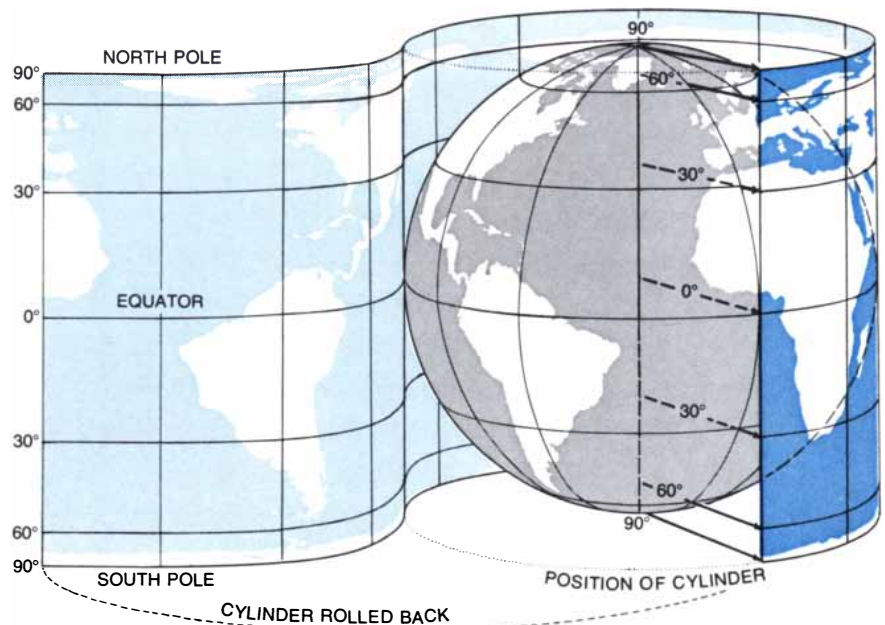 90°
NORTH POLE
90°
60°
30°
EQUATOR
0°
30°
60°
90°
SOUTH POLE
60°
30°
0°
30°
60°
90°
POSITION OF CYLINDER
CYLINDER ROLLED BACK